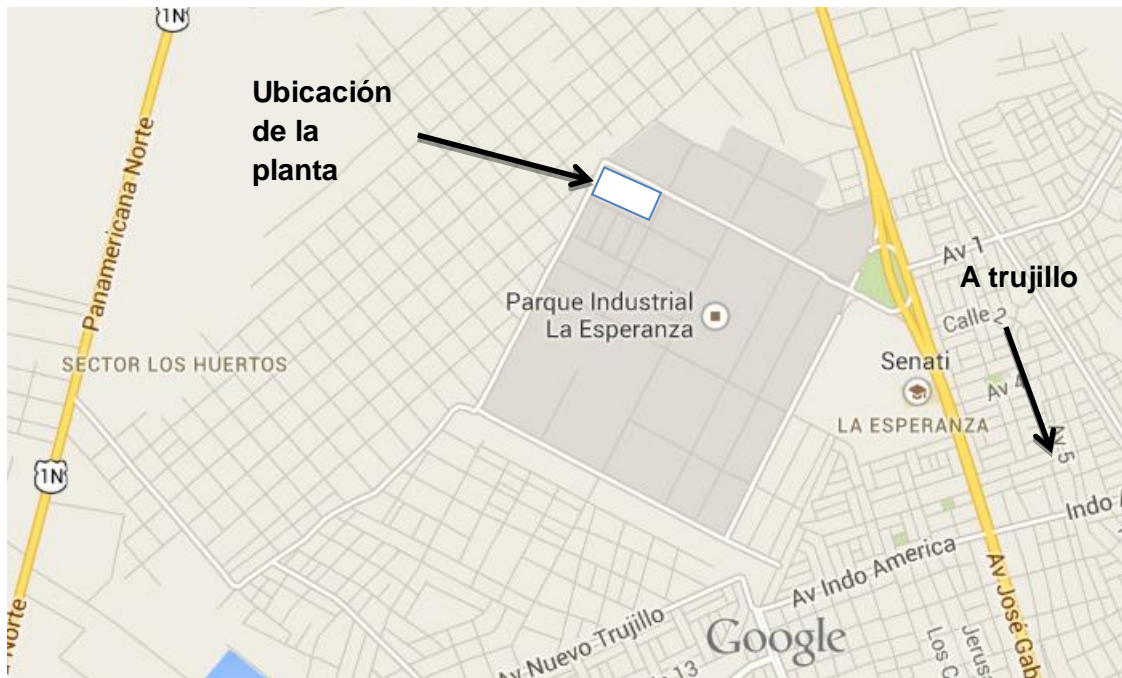 1N
Ubicación
de la
planta
Panamericana Norte
Av 1
A trujillo
Parque Industrial
La Esperanza
Calle 2
SECTOR LOS HUERTOS
Senati
Av 4
LA ESPERANZA
Av 5
1N
Indo A
Av Indo America
Av José Gab
Norte
Av Nuevo Trujillo
Google
Jerusa
Los C
13